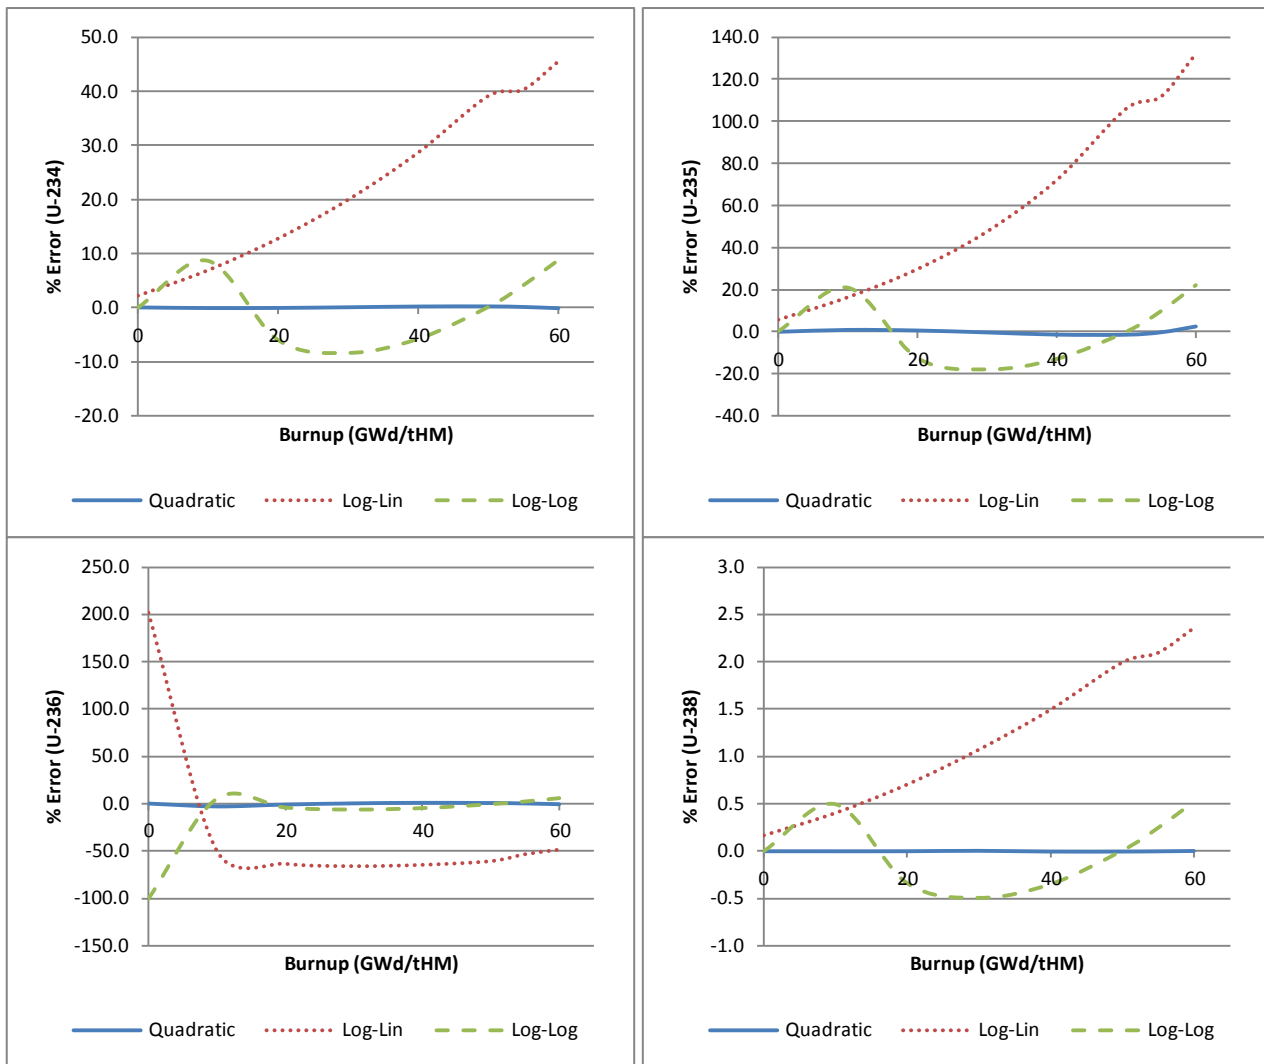 50.0
40.0
30.0
20.0
10.0
0.0
-10.0
-20.0
% Error (U-234)
0 20 40 60
Burnup (GWd/tHM)
Quadratic Log-Lin Log-Log
140.0
120.0
100.0
80.0
60.0
40.0
20.0
0.0
-20.0
-40.0
% Error (U-235)
0 20 40 60
Burnup (GWd/tHM)
Quadratic Log-Lin Log-Log
250.0
200.0
150.0
100.0
50.0
0.0
-50.0
-100.0
-150.0
% Error (U-236)
0 20 40 60
Burnup (GWd/tHM)
Quadratic Log-Lin Log-Log
3.0
2.5
2.0
1.5
1.0
0.5
0.0
-0.5
-1.0
% Error (U-238)
0 20 40 60
Burnup (GWd/tHM)
Quadratic Log-Lin Log-Log